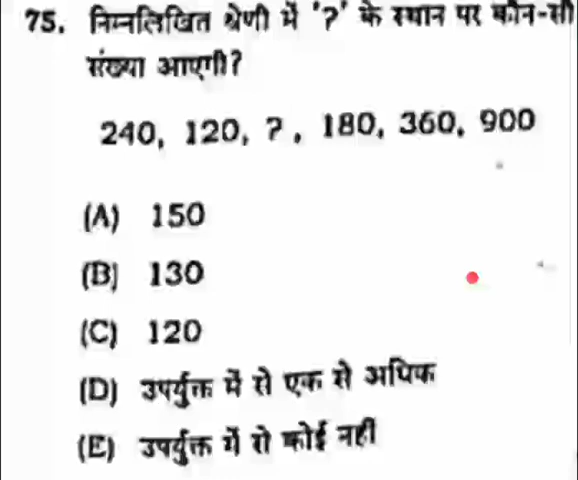 75. निम्नलिखित श्रेणी में '?' के स्थान पर कौन-सी
संख्या आएगी?
240, 120, ?, 180, 360, 900
(A) 150
(B) 130
(C) 120
(D) उपर्युक्त में से एक से अधिक
(E) उपर्युक्त में से कोई नहीं